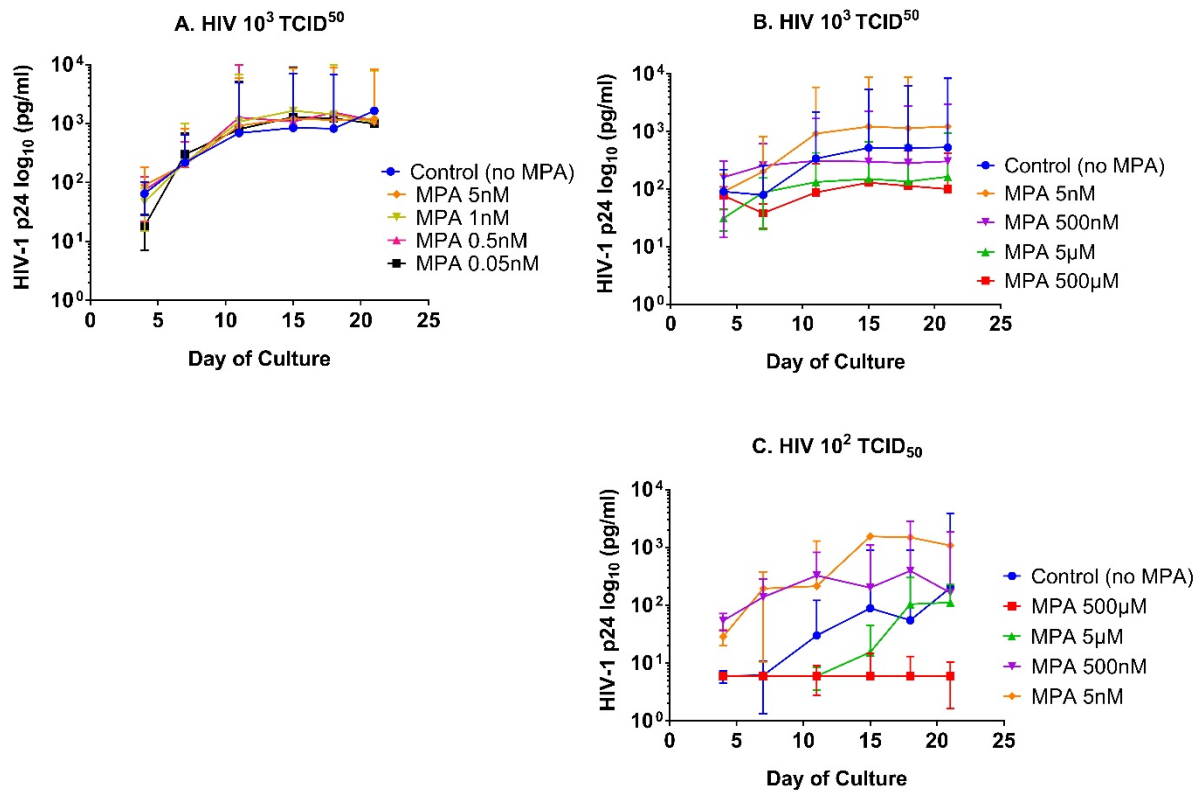 A. HIV 10³ TCID⁵⁰
HIV-1 p24 log₁₀ (pg/ml)
10⁴
10³
10²
10¹
10⁰
0 5 10 15 20 25
Day of Culture
Control (no MPA)
MPA 5nM
MPA 1nM
MPA 0.5nM
MPA 0.05nM
B. HIV 10³ TCID⁵⁰
HIV-1 p24 log₁₀ (pg/ml)
10⁴
10³
10²
10¹
10⁰
0 5 10 15 20 25
Day of Culture
Control (no MPA)
MPA 5nM
MPA 500nM
MPA 5µM
MPA 500µM
C. HIV 10² TCID₅₀
HIV-1 p24 log₁₀ (pg/ml)
10⁴
10³
10²
10¹
10⁰
0 5 10 15 20 25
Day of Culture
Control (no MPA)
MPA 500µM
MPA 5µM
MPA 500nM
MPA 5nM